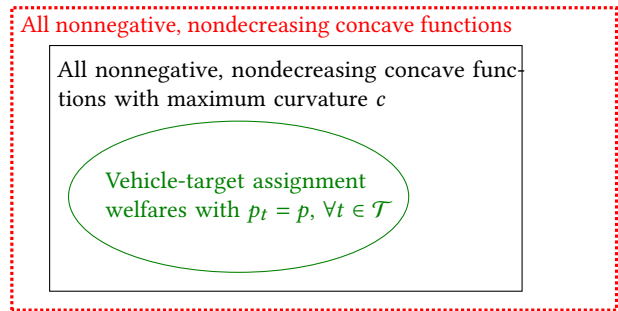 All nonnegative, nondecreasing concave functions
All nonnegative, nondecreasing concave func-
tions with maximum curvature c
Vehicle-target assignment
welfares with pₜ = p, ∀t ∈ 𝒯